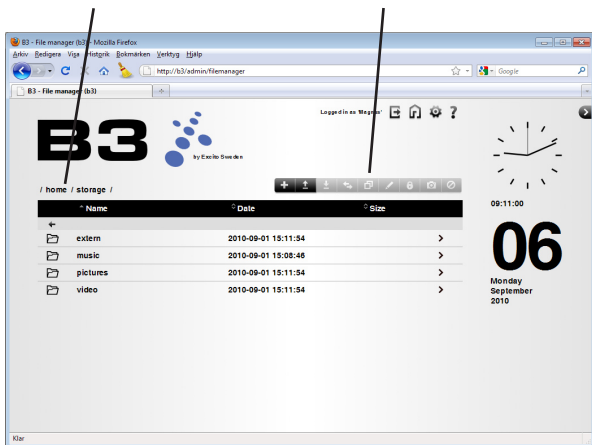 B3 - File manager (b3) - Mozilla Firefox
Arkiv Redigera Visa Historik Bokmärken Verktyg Hjälp
http://b3/admin/filemanager
Google
B3 - File manager (b3)
Logged in as 'Magnus'
?
B3
by Excito Sweden
/ home / storage /
Name Date Size
extern 2010-09-01 15:11:54
music 2010-09-01 15:08:46
pictures 2010-09-01 15:11:54
video 2010-09-01 15:11:54
09:11:00
06
Monday
September
2010
Klar